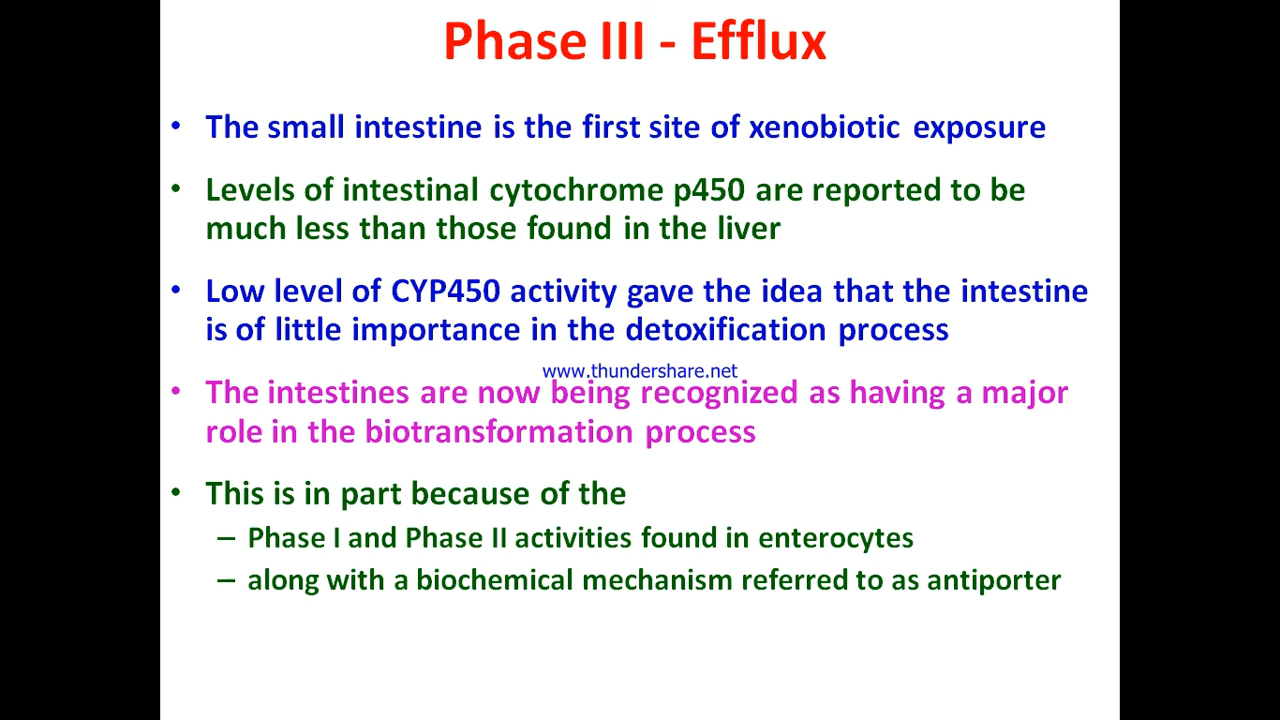 Phase III - Efflux
• The small intestine is the first site of xenobiotic exposure
• Levels of intestinal cytochrome p450 are reported to be
much less than those found in the liver
• Low level of CYP450 activity gave the idea that the intestine
is of little importance in the detoxification process
www.thundershare.net
• The intestines are now being recognized as having a major
role in the biotransformation process
• This is in part because of the
– Phase I and Phase II activities found in enterocytes
– along with a biochemical mechanism referred to as antiporter